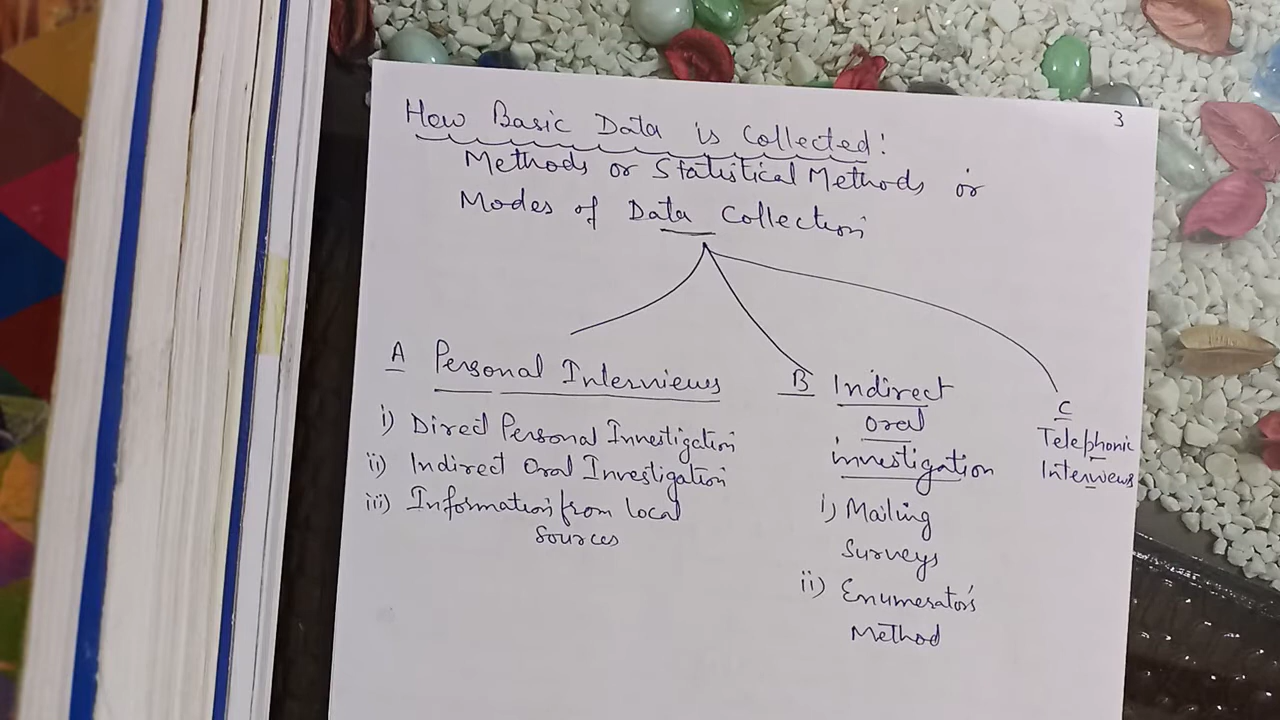 3
How Basic Data is Collected!
Methods or Statistical Methods or
Modes of Data Collection
A Personal Interviews
i) Direct Personal Investigation
ii) Indirect Oral Investigation
iii) Information from local
Sources
B Indirect
oral
investigation
i) Mailing
Surveys
ii) Enumerator's
Method
C
Telephonic
Interviews